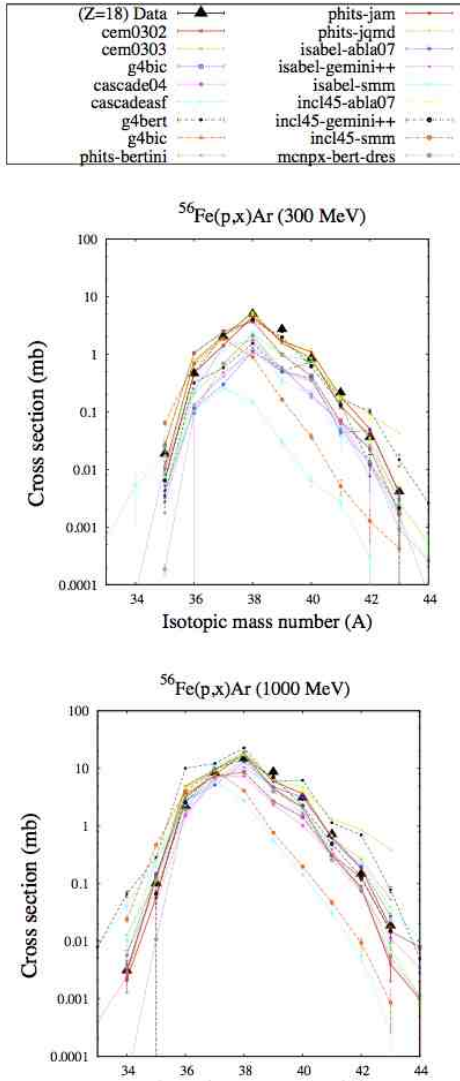 (Z=18) Data
cem0302
cem0303
g4bic
cascade04
cascadeasf
g4bert
g4bic
phits-bertini
phits-jam
phits-jqmd
isabel-abla07
isabel-gemini++
isabel-smm
incl45-abla07
incl45-gemini++
incl45-smm
mcnpx-bert-dres
⁵⁶Fe(p,x)Ar (300 MeV)
Cross section (mb)
100
10
1
0.1
0.01
0.001
0.0001
34 36 38 40 42 44
Isotopic mass number (A)
⁵⁶Fe(p,x)Ar (1000 MeV)
Cross section (mb)
100
10
1
0.1
0.01
0.001
0.0001
34 36 38 40 42 44